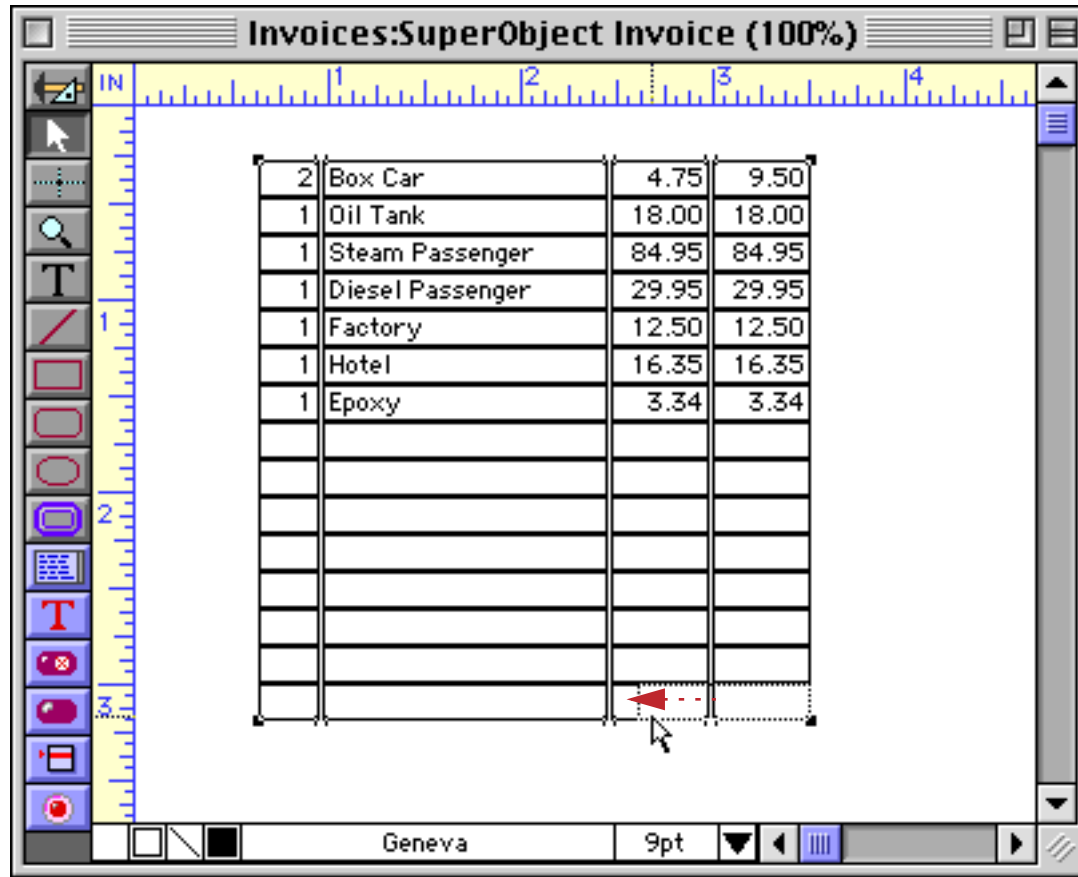 Invoices:SuperObject Invoice (100%)
IN 1 2 3 4
T
2 Box Car 4.75 9.50
1 Oil Tank 18.00 18.00
1 Steam Passenger 84.95 84.95
1 Diesel Passenger 29.95 29.95
1 Factory 12.50 12.50
1 Hotel 16.35 16.35
1 Epoxy 3.34 3.34
1
2
T
3
Geneva 9pt